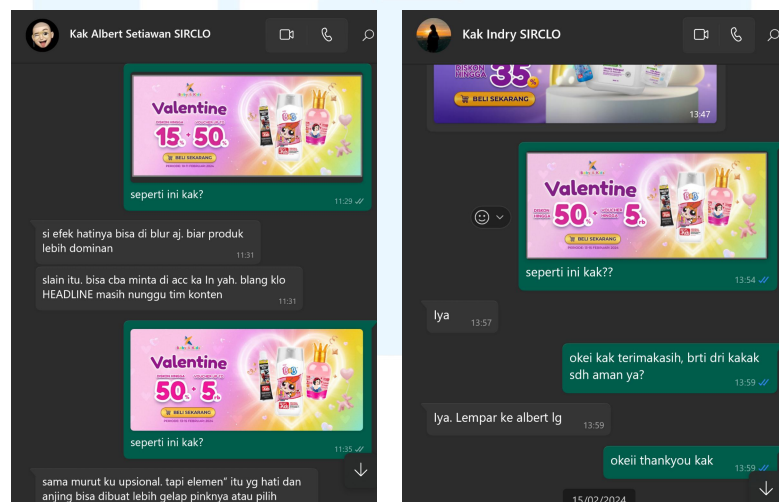 Kak Albert Setiawan SIRCLO
Valentine
15% 50%
BELI SEKARANG
seperti ini kak?
11:29
si efek hatinya bisa di blur aj. biar produk
lebih dominan
11:31
slain itu. bisa cba minta di acc ka In yah. blang klo
HEADLINE masih nunggu tim konten
11:31
Valentine
50% 5rb
BELI SEKARANG
seperti ini kak?
11:35
sama murut ku upsional. tapi elemen" itu yg hati dan
anjing bisa dibuat lebih gelap pinknya atau pilih
Kak Indry SIRCLO
DISKON
HINGGA
35%
BELI SEKARANG
13:47
Valentine
DISKON
HINGGA
50% VOUCHER 5rb
BELI SEKARANG
seperti ini kak??
13:54
Iya
13:57
okei kak terimakasih, brti dri kakak
sdh aman ya?
13:59
Iya. Lempar ke albert lg
13:59
okeii thankyou kak
13:59
15/02/2024